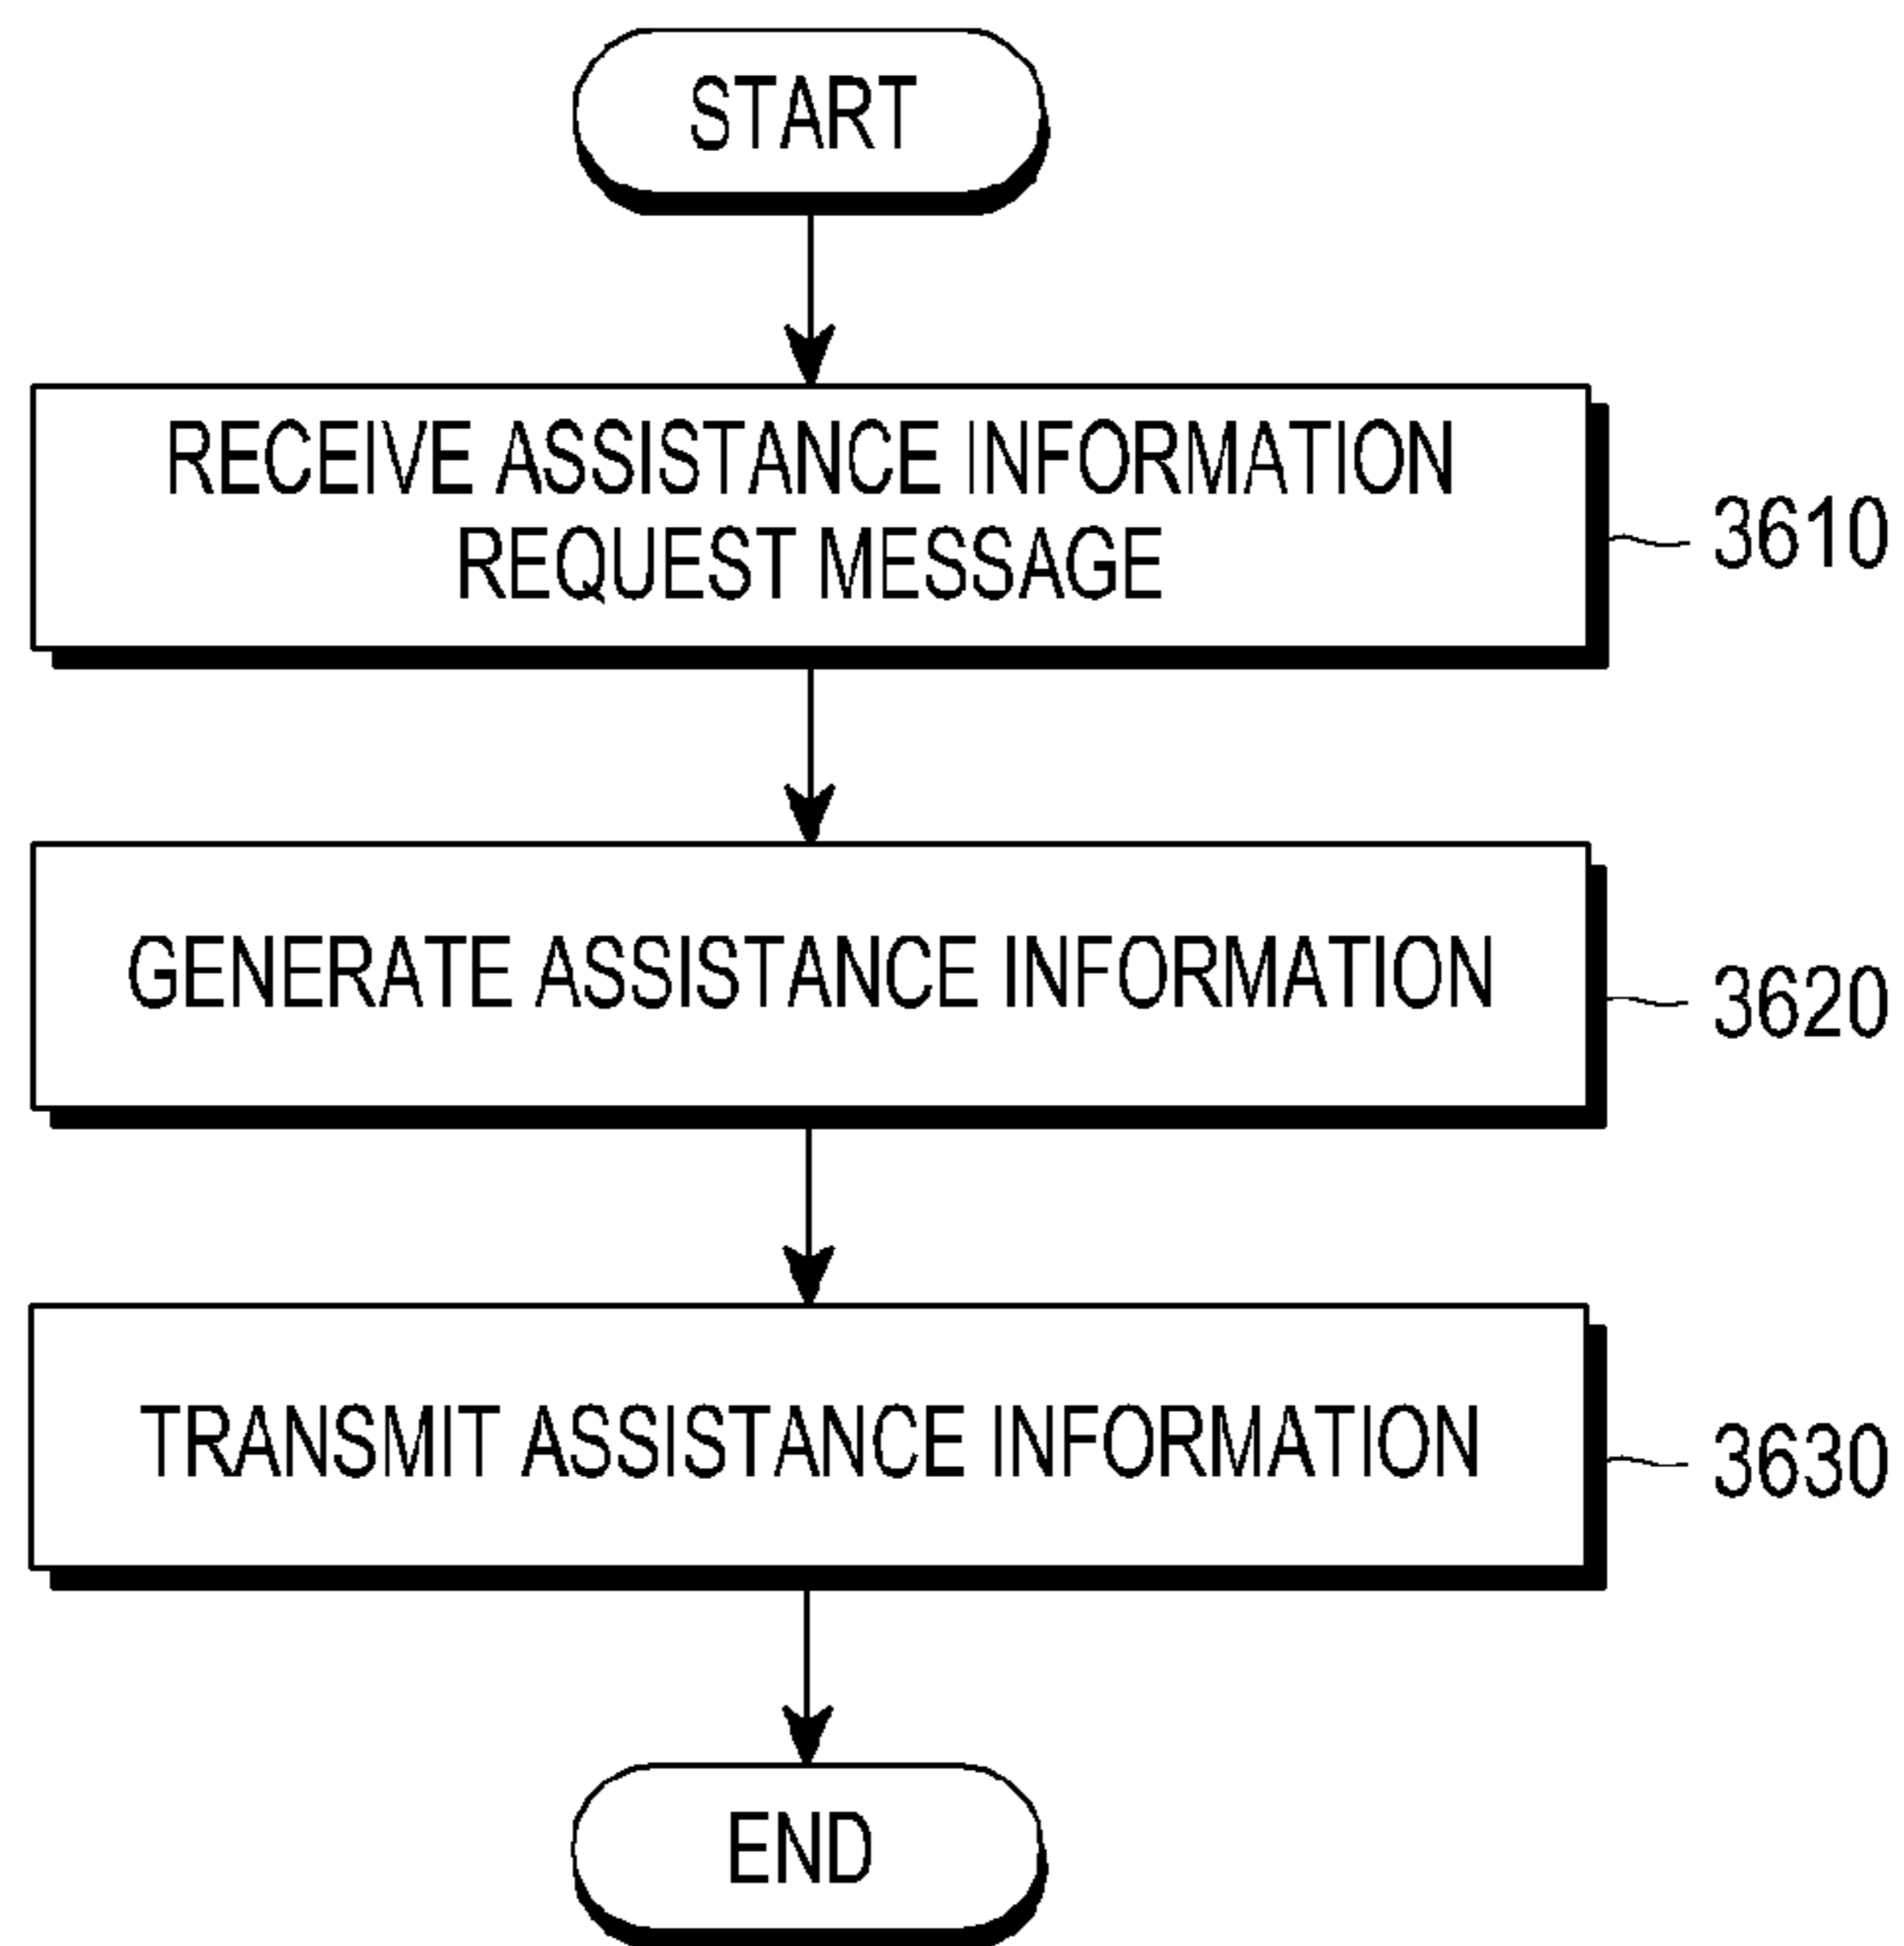 START
RECEIVE ASSISTANCE INFORMATION
REQUEST MESSAGE
3610
GENERATE ASSISTANCE INFORMATION
3620
TRANSMIT ASSISTANCE INFORMATION
3630
END